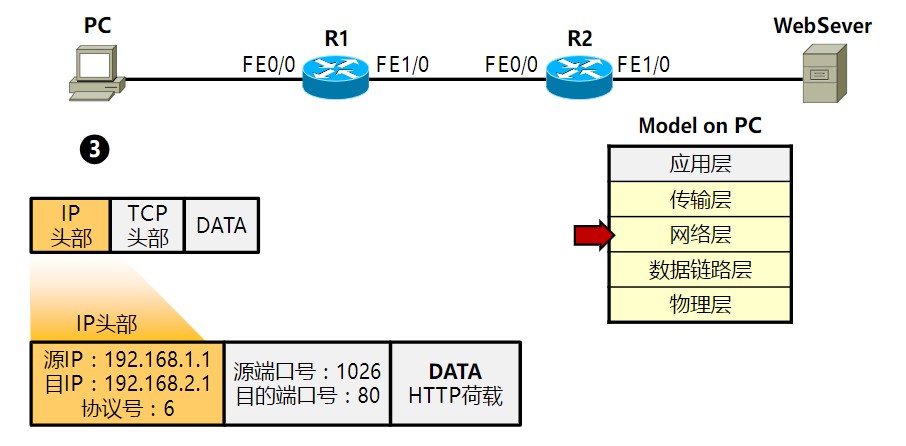 PC
R1
R2
WebSever
FE0/0
FE1/0
FE0/0
FE1/0
❸
Model on PC
应用层
传输层
网络层
数据链路层
物理层
IP
头部
TCP
头部
DATA
IP头部
源IP：192.168.1.1
目IP：192.168.2.1
协议号：6
源端口号：1026
目的端口号：80
DATA
HTTP荷载